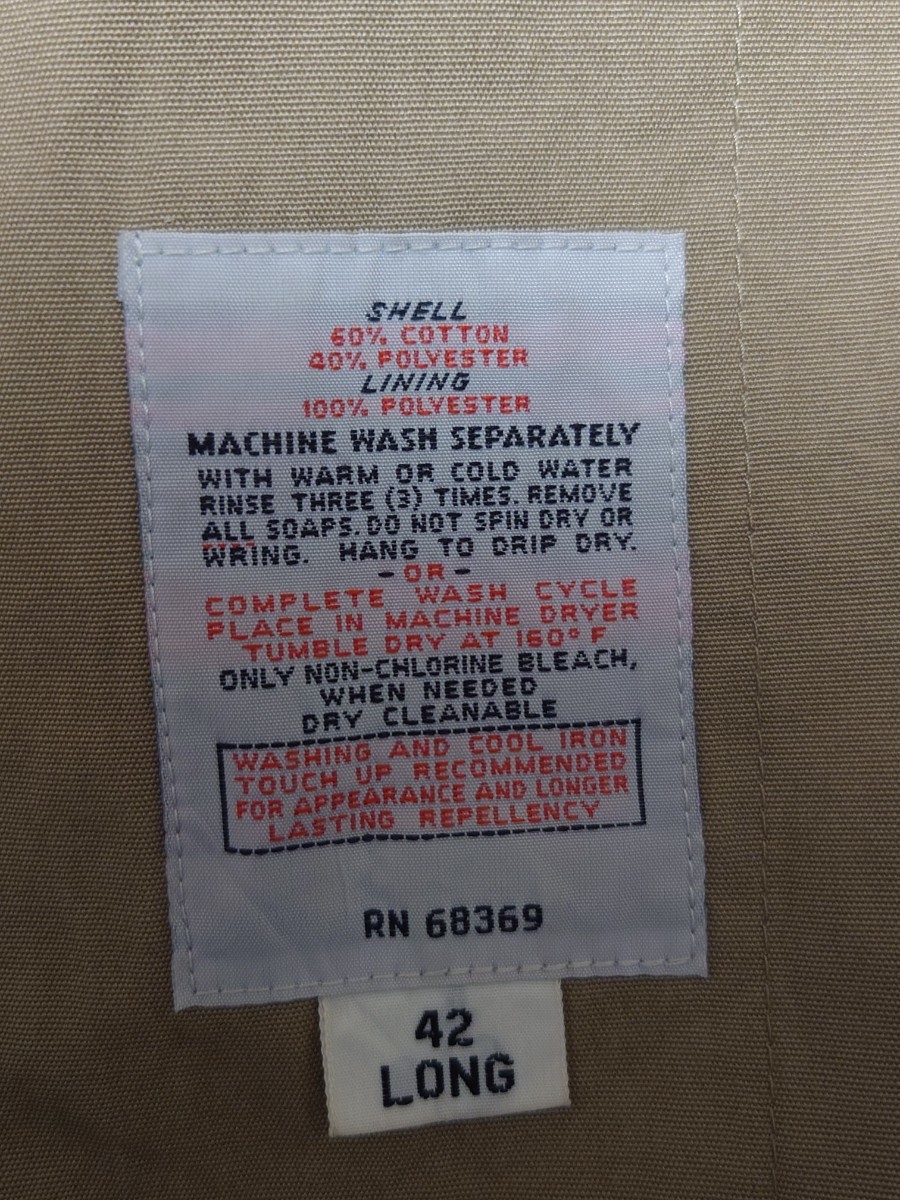 SHELL
60% COTTON
40% POLYESTER
LINING
100% POLYESTER
MACHINE WASH SEPARATELY
WITH WARM OR COLD WATER
RINSE THREE (3) TIMES. REMOVE
ALL SOAPS. DO NOT SPIN DRY OR
WRING. HANG TO DRIP DRY.
-OR-
COMPLETE WASH CYCLE
PLACE IN MACHINE DRYER
TUMBLE DRY AT 160° F
ONLY NON-CHLORINE BLEACH,
WHEN NEEDED
DRY CLEANABLE
WASHING AND COOL IRON
TOUCH UP RECOMMENDED
FOR APPEARANCE AND LONGER
LASTING REPELLENCY
RN 68369
42
LONG